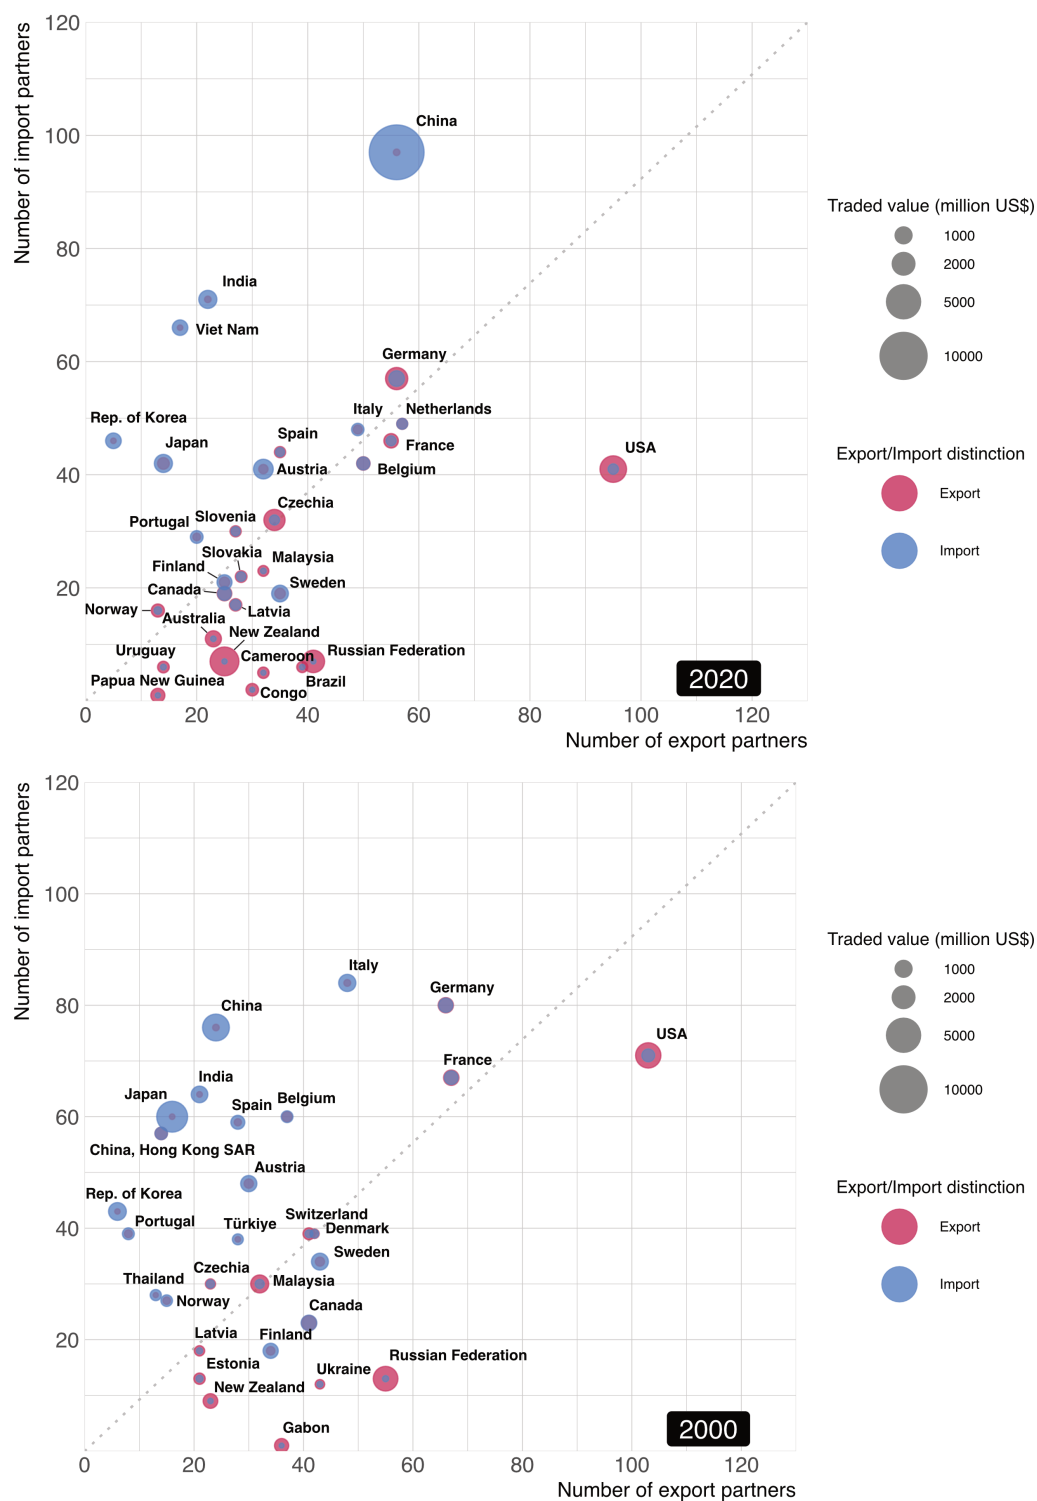 Number of import partners
120
100
80
60
40
20
0
20
40
60
80
100
120
Number of export partners
China
India
Viet Nam
Germany
Rep. of Korea
Italy
Netherlands
Japan
Spain
France
USA
Austria
Belgium
Czechia
Portugal
Slovenia
Slovakia
Malaysia
Finland
Canada
Sweden
Norway
Latvia
Australia
New Zealand
Uruguay
Cameroon
Russian Federation
Papua New Guinea
Brazil
Congo
2020
Traded value (million US$)
1000
2000
5000
10000
Export/Import distinction
Export
Import
Number of import partners
120
100
80
60
40
20
0
20
40
60
80
100
120
Number of export partners
Italy
Germany
China
USA
France
India
Japan
Spain
Belgium
China, Hong Kong SAR
Austria
Rep. of Korea
Portugal
Türkiye
Switzerland
Denmark
Sweden
Czechia
Malaysia
Thailand
Norway
Canada
Latvia
Finland
Estonia
Ukraine
Russian Federation
New Zealand
Gabon
2000
Traded value (million US$)
1000
2000
5000
10000
Export/Import distinction
Export
Import